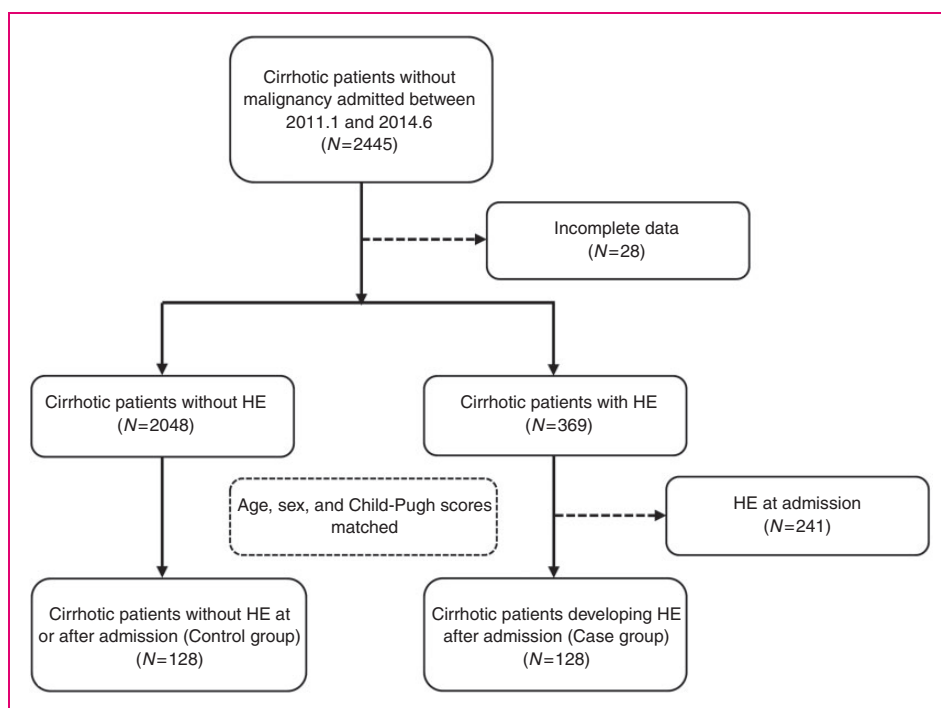 Cirrhotic patients without
malignancy admitted between
2011.1 and 2014.6
(N=2445)
Incomplete data
(N=28)
Cirrhotic patients without HE
(N=2048)
Cirrhotic patients with HE
(N=369)
Age, sex, and Child-Pugh scores
matched
HE at admission
(N=241)
Cirrhotic patients without HE at
or after admission (Control group)
(N=128)
Cirrhotic patients developing HE
after admission (Case group)
(N=128)